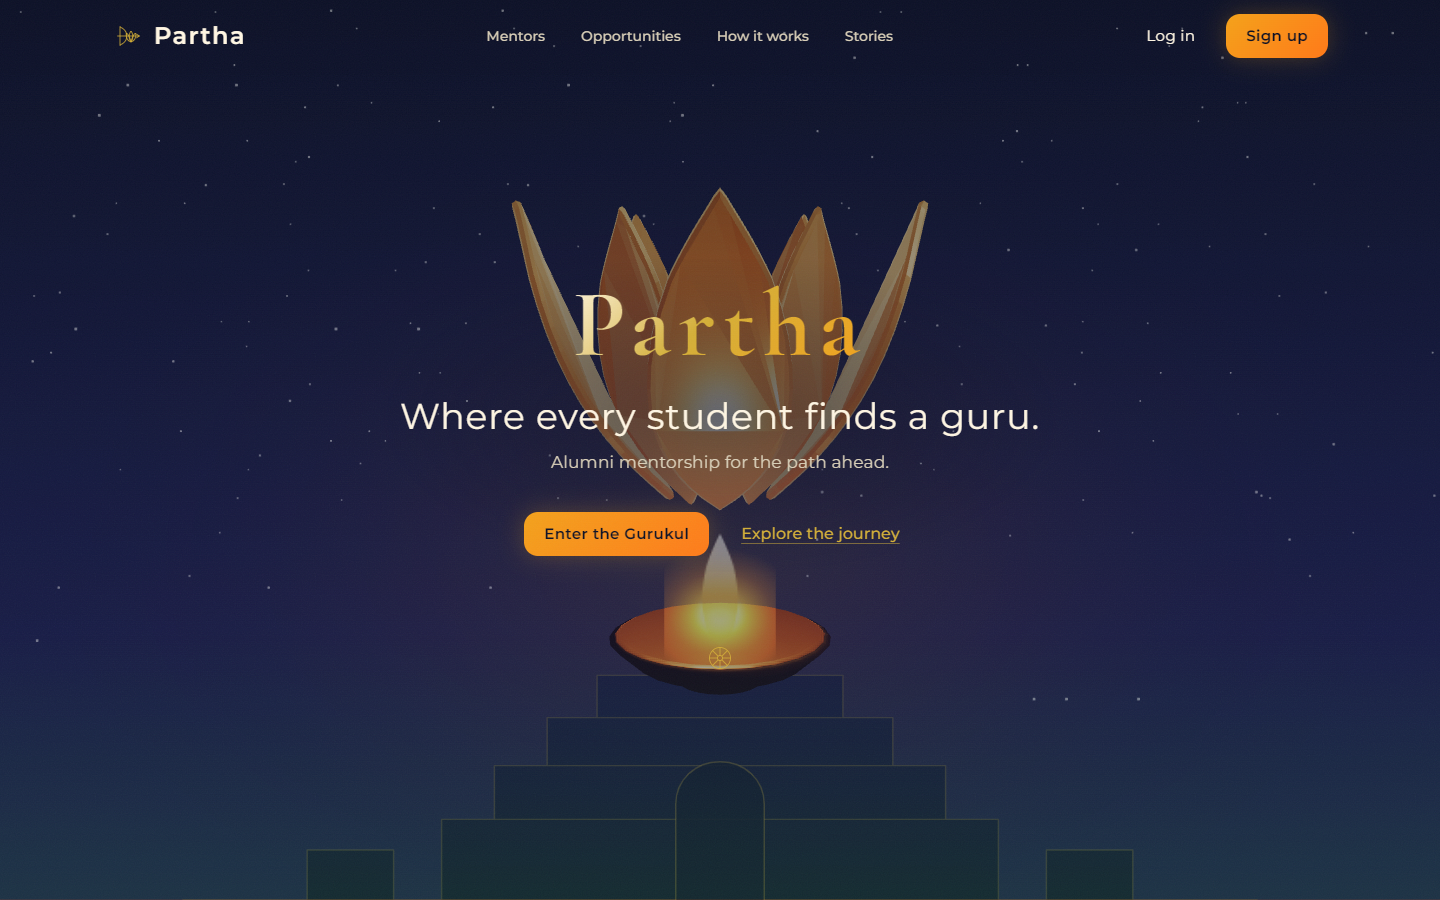 Partha
Mentors
Opportunities
How it works
Stories
Log in
Sign up
Partha
Where every student finds a guru.
Alumni mentorship for the path ahead.
Enter the Gurukul
Explore the journey